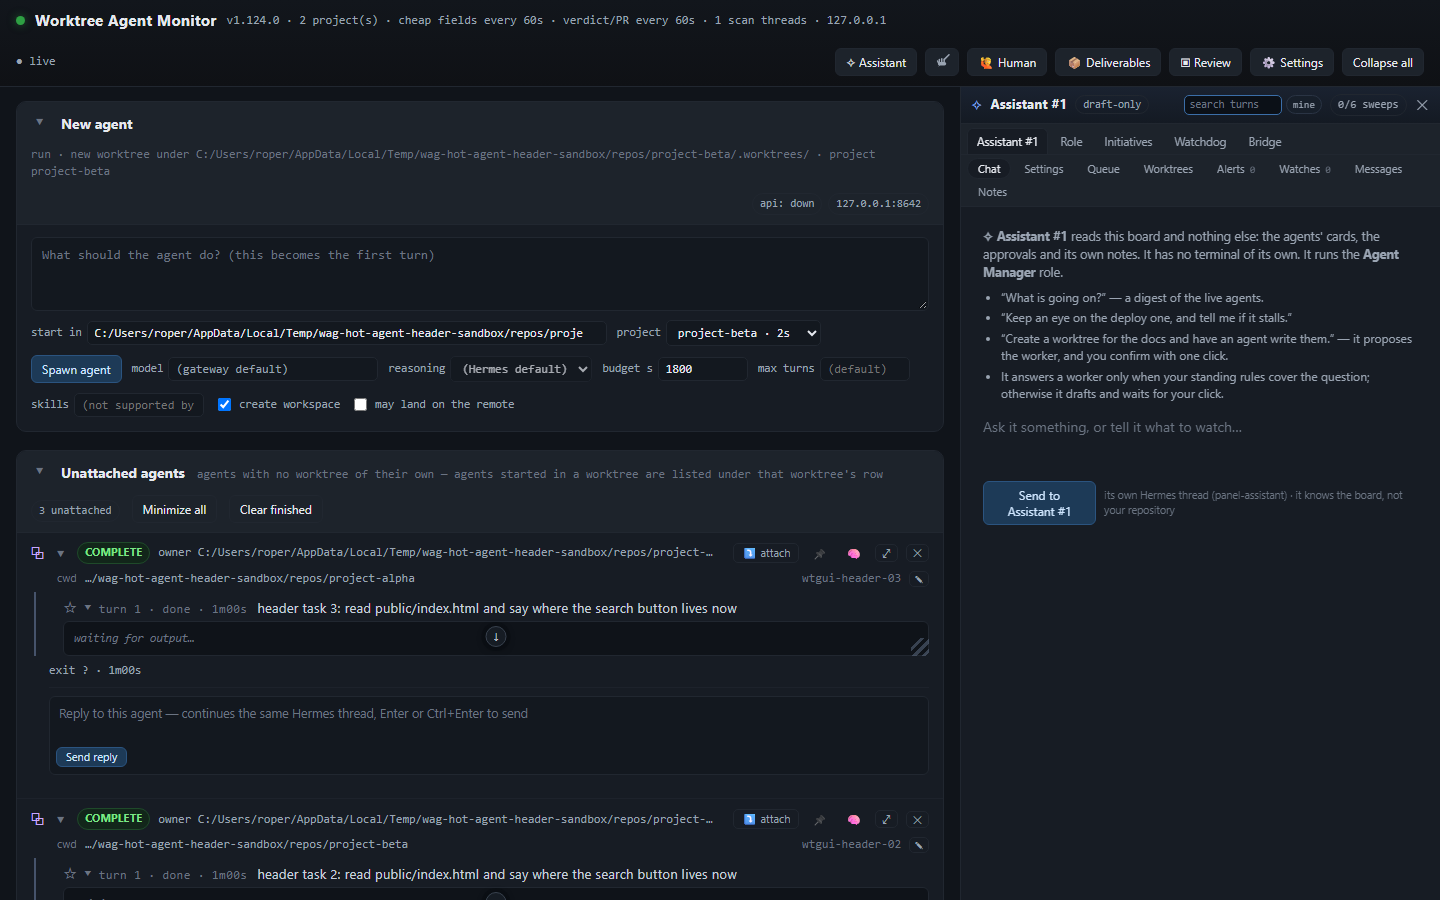 Worktree Agent Monitor v1.124.0 · 2 project(s) · cheap fields every 60s · verdict/PR every 60s · 1 scan threads · 127.0.0.1
live
Assistant
Human
Deliverables
Review
Settings
Collapse all
New agent
run · new worktree under C:/Users/roper/AppData/Local/Temp/wag-hot-agent-header-sandbox/repos/project-beta/.worktrees/ · project
project-beta
api: down 127.0.0.1:8642
What should the agent do? (this becomes the first turn)
start in C:/Users/roper/AppData/Local/Temp/wag-hot-agent-header-sandbox/repos/proje project project-beta · 2s
Spawn agent model (gateway default) reasoning (Hermes default) budget s 1800 max turns (default)
skills (not supported by create workspace may land on the remote
Unattached agents agents with no worktree of their own — agents started in a worktree are listed under that worktree's row
3 unattached Minimize all Clear finished
COMPLETE owner C:/Users/roper/AppData/Local/Temp/wag-hot-agent-header-sandbox/repos/project-… attach
cwd …/wag-hot-agent-header-sandbox/repos/project-alpha wtgui-header-03
turn 1 · done · 1m00s header task 3: read public/index.html and say where the search button lives now
waiting for output…
exit ? · 1m00s
Reply to this agent — continues the same Hermes thread, Enter or Ctrl+Enter to send
Send reply
COMPLETE owner C:/Users/roper/AppData/Local/Temp/wag-hot-agent-header-sandbox/repos/project-… attach
cwd …/wag-hot-agent-header-sandbox/repos/project-beta wtgui-header-02
turn 1 · done · 1m00s header task 2: read public/index.html and say where the search button lives now
Assistant #1 draft-only search turns mine 0/6 sweeps
Assistant #1 Role Initiatives Watchdog Bridge
Chat Settings Queue Worktrees Alerts 0 Watches 0 Messages
Notes
Assistant #1 reads this board and nothing else: the agents' cards, the
approvals and its own notes. It has no terminal of its own. It runs the Agent
Manager role.
• “What is going on?” — a digest of the live agents.
• “Keep an eye on the deploy one, and tell me if it stalls.”
• “Create a worktree for the docs and have an agent write them.” — it proposes
the worker, and you confirm with one click.
• It answers a worker only when your standing rules cover the question;
otherwise it drafts and waits for your click.
Ask it something, or tell it what to watch…
Send to
Assistant #1
its own Hermes thread (panel-assistant) · it knows the board, not
your repository